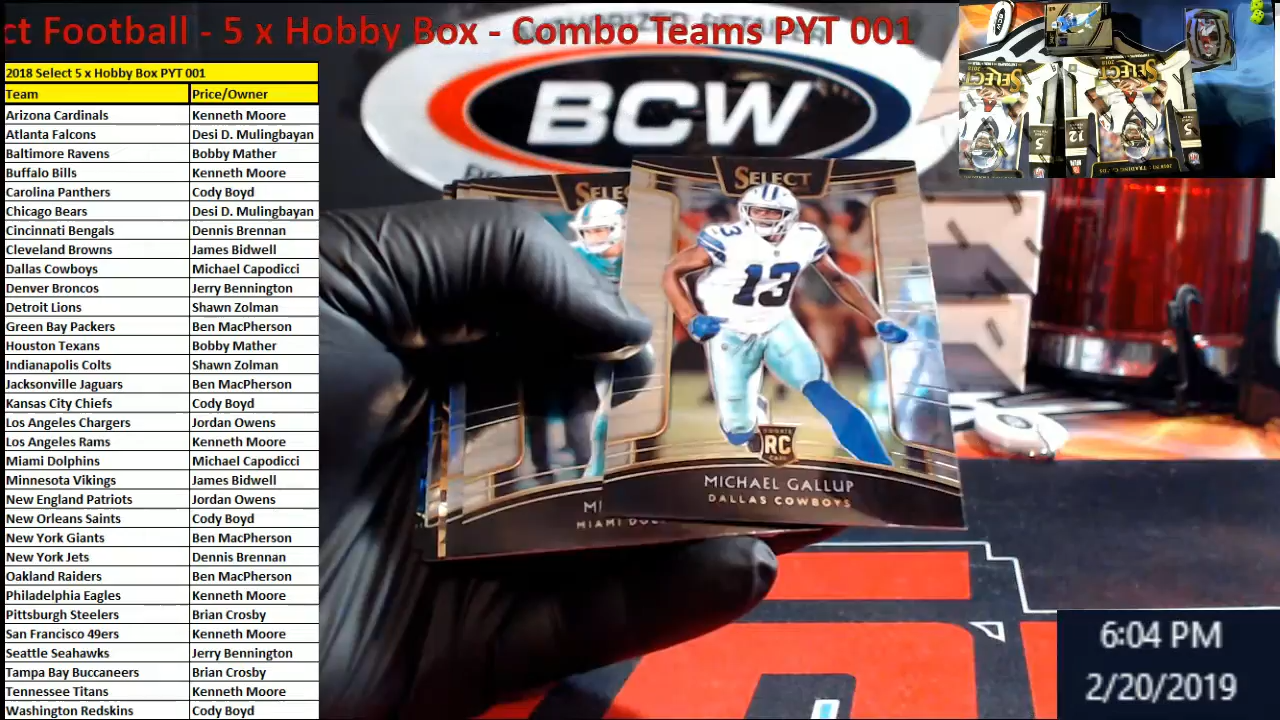 ct Football - 5 x Hobby Box - Combo Teams PYT 001
2018 Select 5 x Hobby Box PYT 001
Team Price/Owner
Arizona Cardinals Kenneth Moore
Atlanta Falcons Desi D. Mulingbayan
Baltimore Ravens Bobby Mather
Buffalo Bills Kenneth Moore
Carolina Panthers Cody Boyd
Chicago Bears Desi D. Mulingbayan
Cincinnati Bengals Dennis Brennan
Cleveland Browns James Bidwell
Dallas Cowboys Michael Capodicci
Denver Broncos Jerry Bennington
Detroit Lions Shawn Zolman
Green Bay Packers Ben MacPherson
Houston Texans Bobby Mather
Indianapolis Colts Shawn Zolman
Jacksonville Jaguars Ben MacPherson
Kansas City Chiefs Cody Boyd
Los Angeles Chargers Jordan Owens
Los Angeles Rams Kenneth Moore
Miami Dolphins Michael Capodicci
Minnesota Vikings James Bidwell
New England Patriots Jordan Owens
New Orleans Saints Cody Boyd
New York Giants Ben MacPherson
New York Jets Dennis Brennan
Oakland Raiders Ben MacPherson
Philadelphia Eagles Kenneth Moore
Pittsburgh Steelers Brian Crosby
San Francisco 49ers Kenneth Moore
Seattle Seahawks Jerry Bennington
Tampa Bay Buccaneers Brian Crosby
Tennessee Titans Kenneth Moore
Washington Redskins Cody Boyd
BCW
SELECT
SELEC
13
RC
MICHAEL GALLUP
DALLAS COWBOYS
MI
MIAMI DO
SELECT
SELECT
5
12
5
6:04 PM
2/20/2019